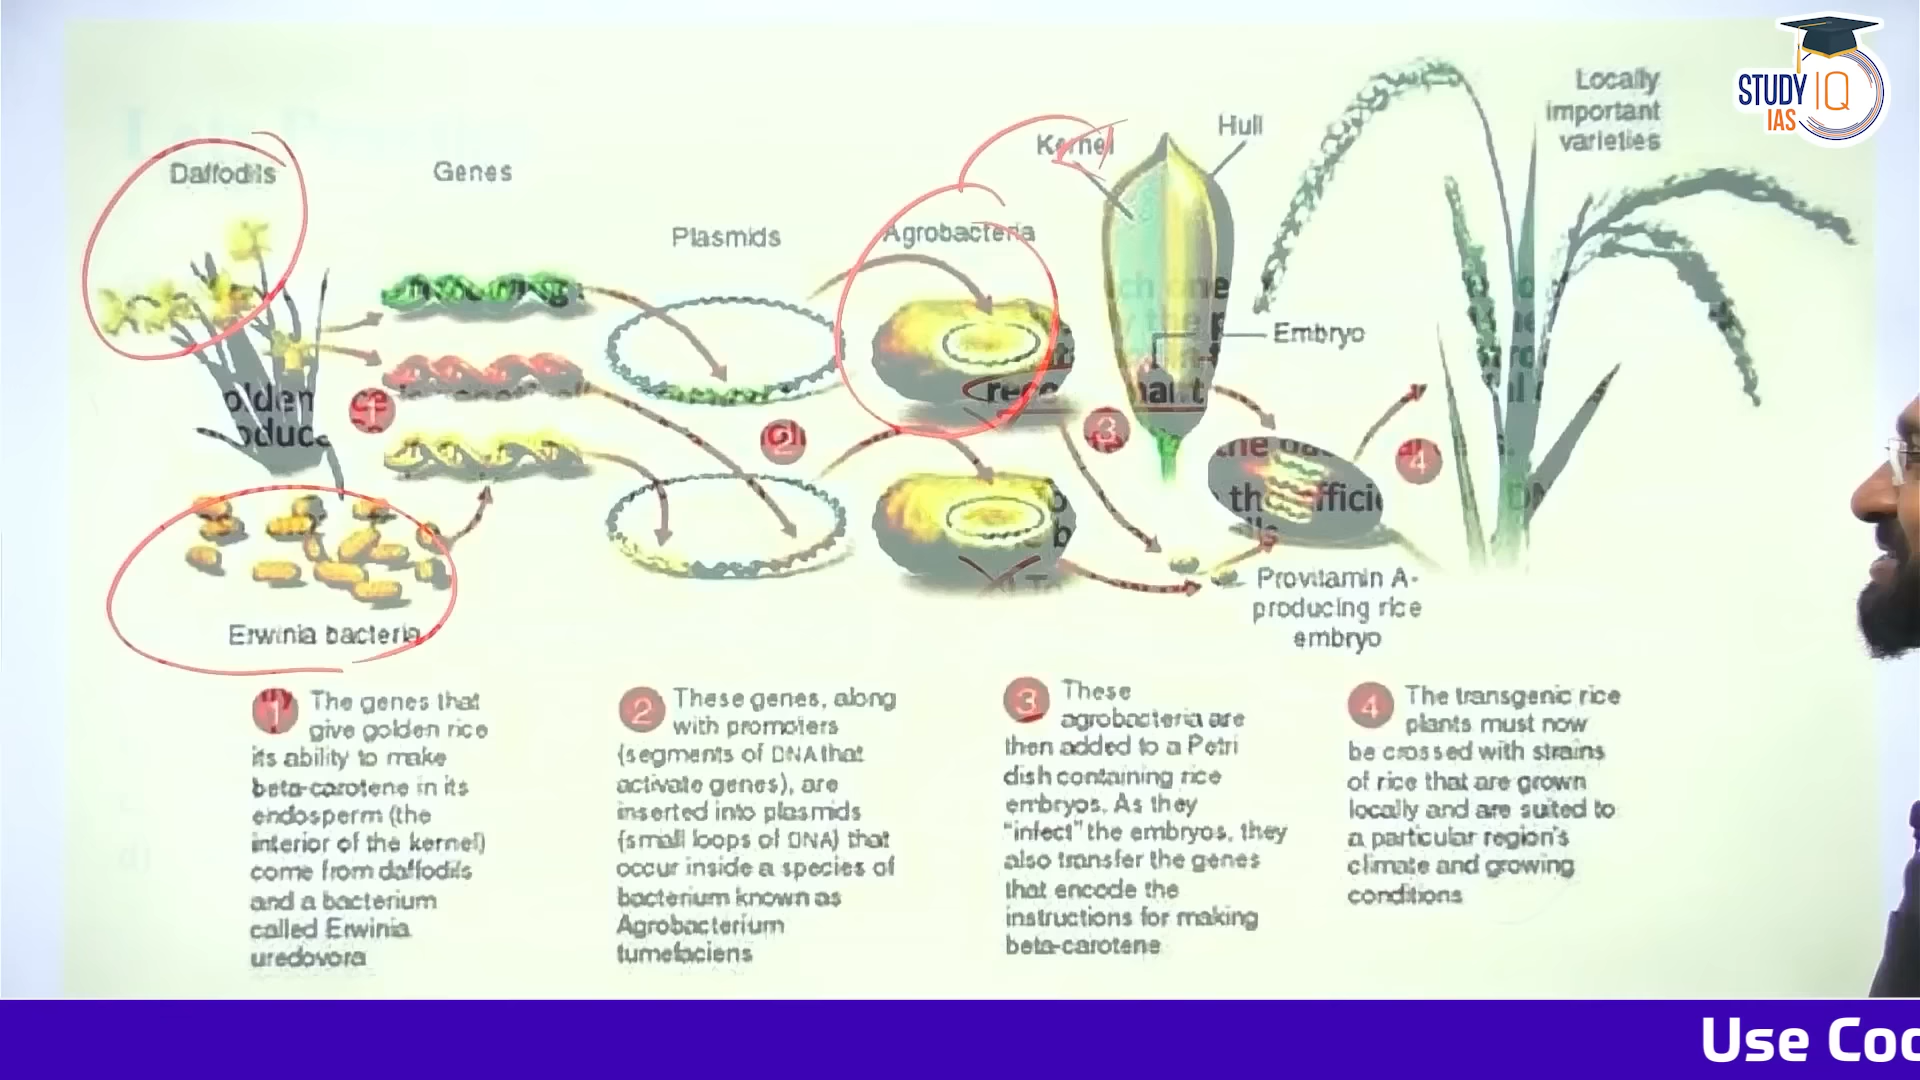 STUDY IQ
IAS
Locally
important
varieties
Kernel
Hull
Daffodils
Genes
Plasmids
Agrobacteria
Embryo
1
2
3
4
Provitamin A-
producing rice
embryo
Erwinia bacteria
1 The genes that
give golden rice
its ability to make
beta-carotene in its
endosperm (the
interior of the kernel)
come from daffodils
and a bacterium
called Erwinia
uredovora
2 These genes, along
with promoters
(segments of DNA that
activate genes), are
inserted into plasmids
(small loops of DNA) that
occur inside a species of
bacterium known as
Agrobacterium
tumefaciens
3 These
agrobacteria are
then added to a Petri
dish containing rice
embryos. As they
"infect" the embryos, they
also transfer the genes
that encode the
instructions for making
beta-carotene
4 The transgenic rice
plants must now
be crossed with strains
of rice that are grown
locally and are suited to
a particular region's
climate and growing
conditions
Use